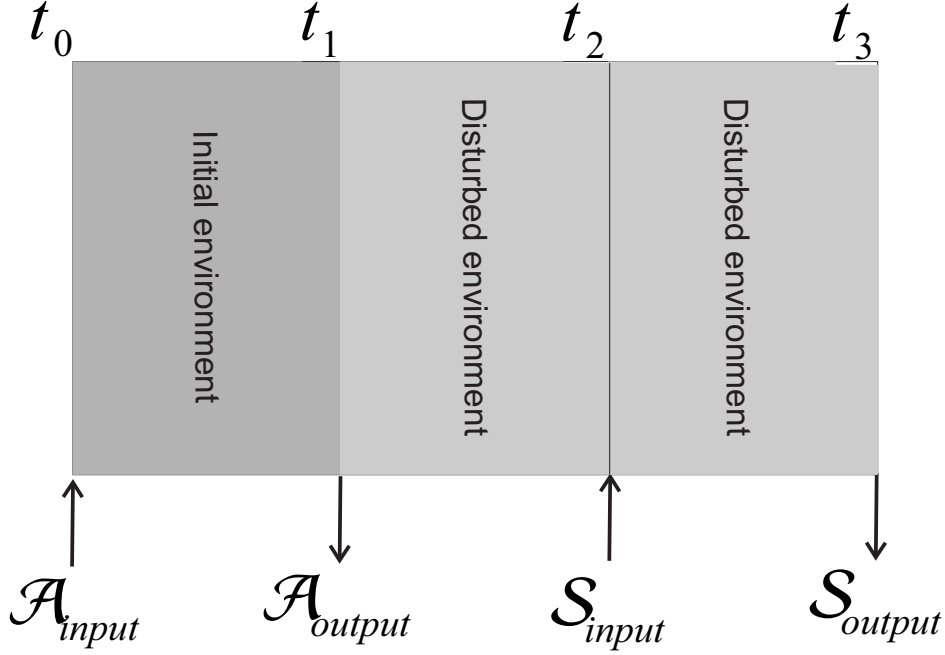 t0 t1 t2 t3
Initial environment
Disturbed environment
Disturbed environment
𝒜input 𝒜output 𝒮input 𝒮output